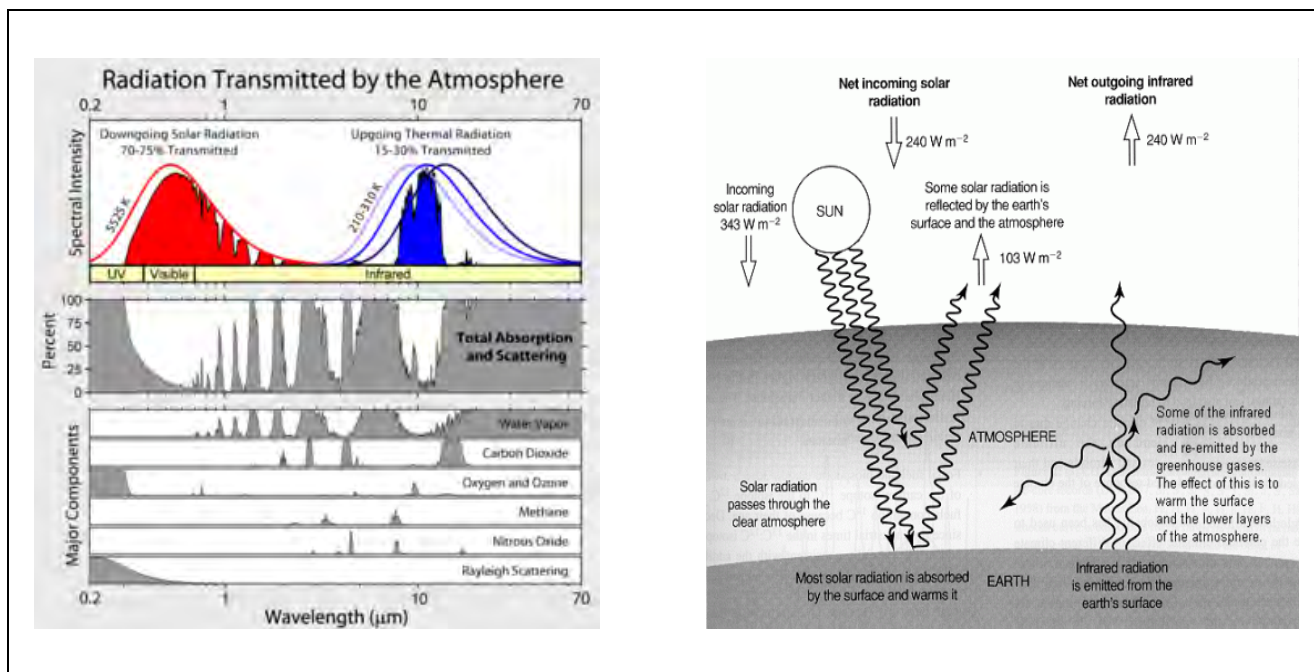 Radiation Transmitted by the Atmosphere
0.2 1 10 70
Downgoing Solar Radiation
70-75% Transmitted
Upgoing Thermal Radiation
15-30% Transmitted
Spectral Intensity
5525 K
210-310 K
UV Visible Infrared
Percent
100
75
50
25
0
Total Absorption
and Scattering
Major Components
Water Vapor
Carbon Dioxide
Oxygen and Ozone
Methane
Nitrous Oxide
Rayleigh Scattering
0.2 1 10 70
Wavelength (μm)
Net incoming solar
radiation
240 W m⁻²
Net outgoing infrared
radiation
240 W m⁻²
Incoming
solar radiation
343 W m⁻²
SUN
Some solar radiation is
reflected by the earth's
surface and the atmosphere
103 W m⁻²
ATMOSPHERE
Solar radiation
passes through the
clear atmosphere
Some of the infrared
radiation is absorbed
and re-emitted by the
greenhouse gases.
The effect of this is to
warm the surface
and the lower layers
of the atmosphere.
Most solar radiation is absorbed
by the surface and warms it
EARTH
Infrared radiation
is emitted from the
earth's surface